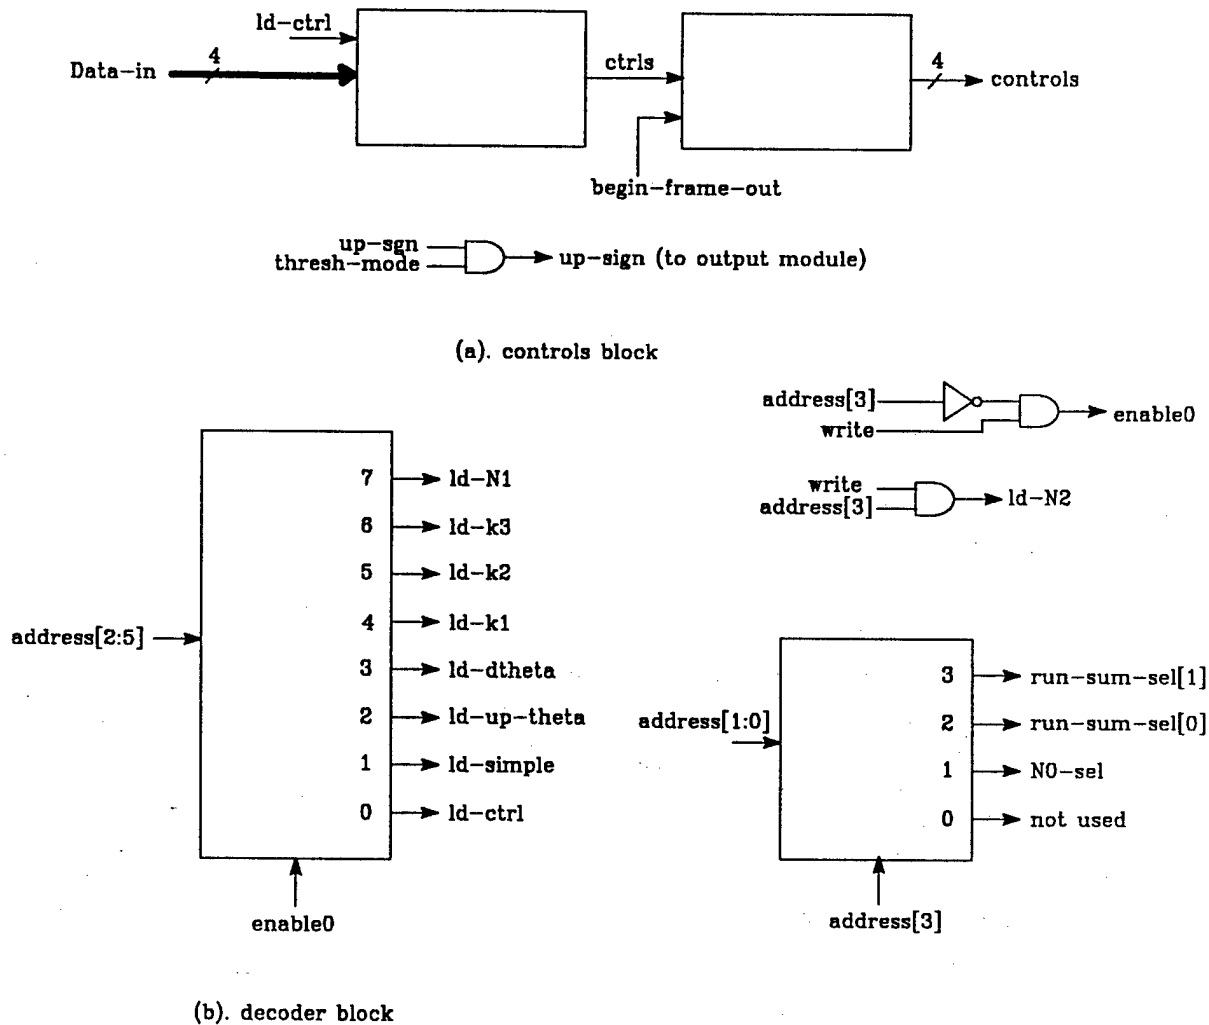 ld-ctrl
4
Data-in
ctrls
4
controls
begin-frame-out
up-sgn
thresh-mode
up-sign (to output module)
(a). controls block
address[3]
write
enable0
write
address[3]
ld-N2
7 ld-N1
6 ld-k3
5 ld-k2
4 ld-k1
3 ld-dtheta
2 ld-up-theta
1 ld-simple
0 ld-ctrl
address[2:5]
enable0
3 run-sum-sel[1]
2 run-sum-sel[0]
1 N0-sel
0 not used
address[1:0]
address[3]
(b). decoder block